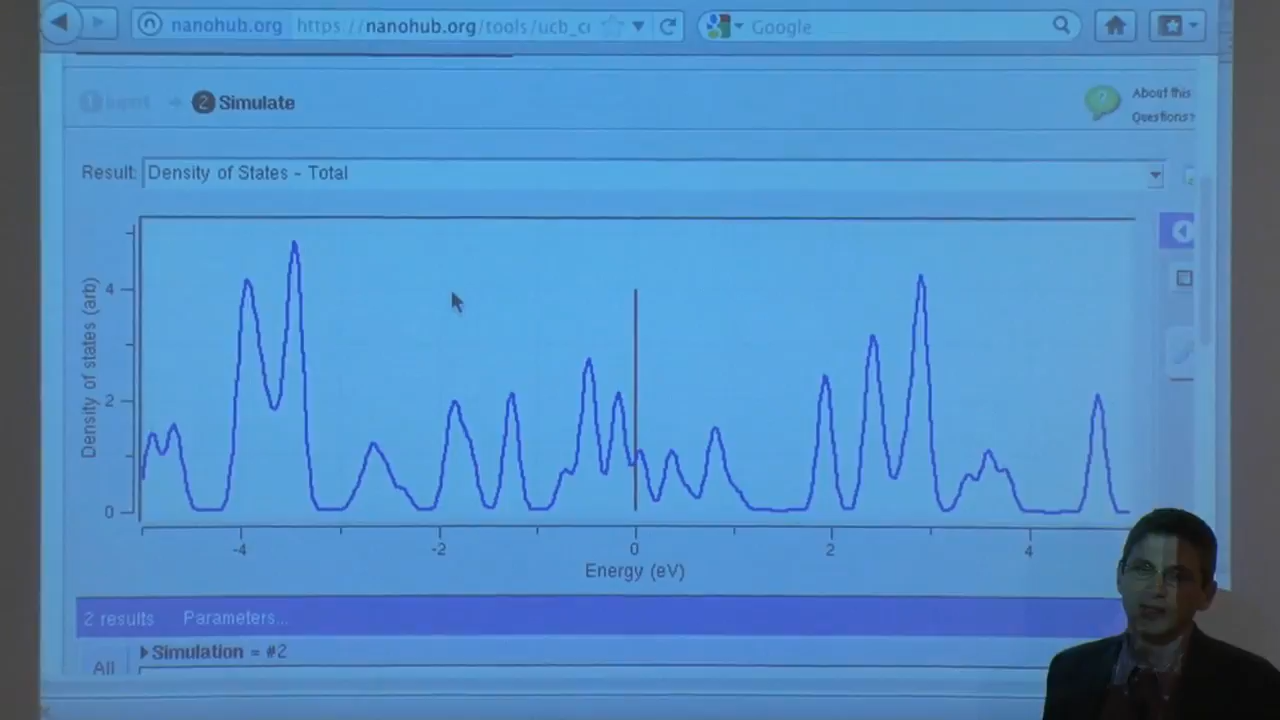 nanohub.org https://nanohub.org/tools/ucb_c Google
2 Simulate
About this
Questions?
Result: Density of States - Total
Density of states (arb)
4
2
0
-4 -2 0 2 4
Energy (eV)
2 results Parameters...
All Simulation = #2